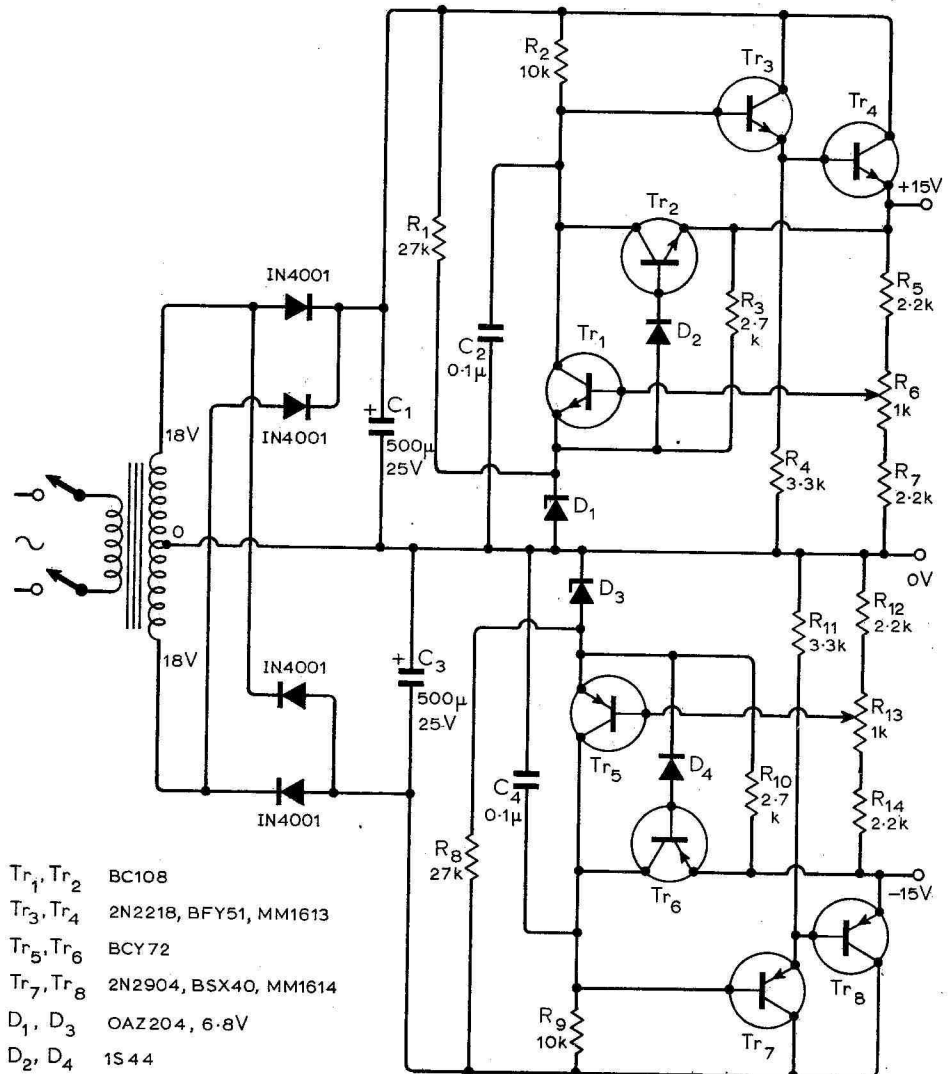 R2
10k
Tr3
Tr4
+15V
Tr2
R1
27k
IN4001
R3
2·7
k
R5
2·2k
C2
0·1μ
Tr1
D2
R6
1k
+ C1
500μ
25V
IN4001
18V
R4
3·3k
R7
2·2k
D1
0
0V
D3
R11
3·3k
R12
2·2k
18V
+ C3
500μ
25V
IN4001
R13
1k
Tr5
D4
R10
2·7
k
C4
0·1μ
R14
2·2k
IN4001
R8
27k
Tr6
-15V
R9
10k
Tr7
Tr8
Tr1, Tr2 BC108
Tr3, Tr4 2N2218, BFY51, MM1613
Tr5, Tr6 BCY72
Tr7, Tr8 2N2904, BSX40, MM1614
D1, D3 OAZ204, 6·8V
D2, D4 1S44